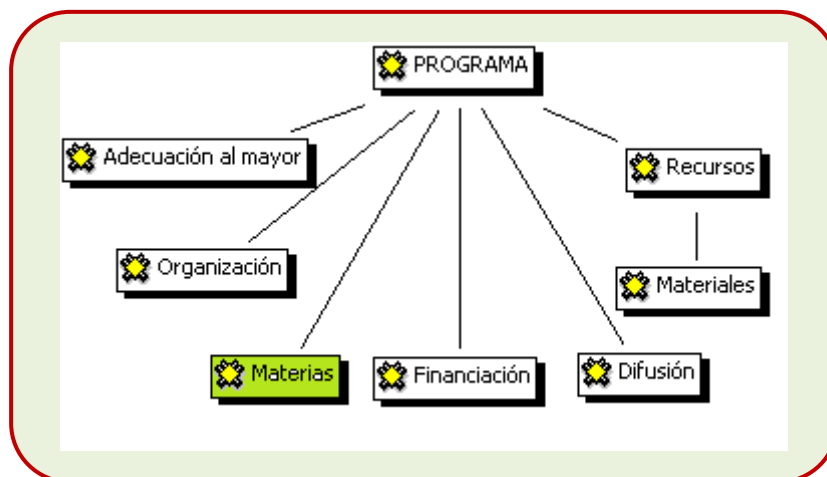 PROGRAMA
Adecuación al mayor
Recursos
Organización
Materiales
Materias
Financiación
Difusión